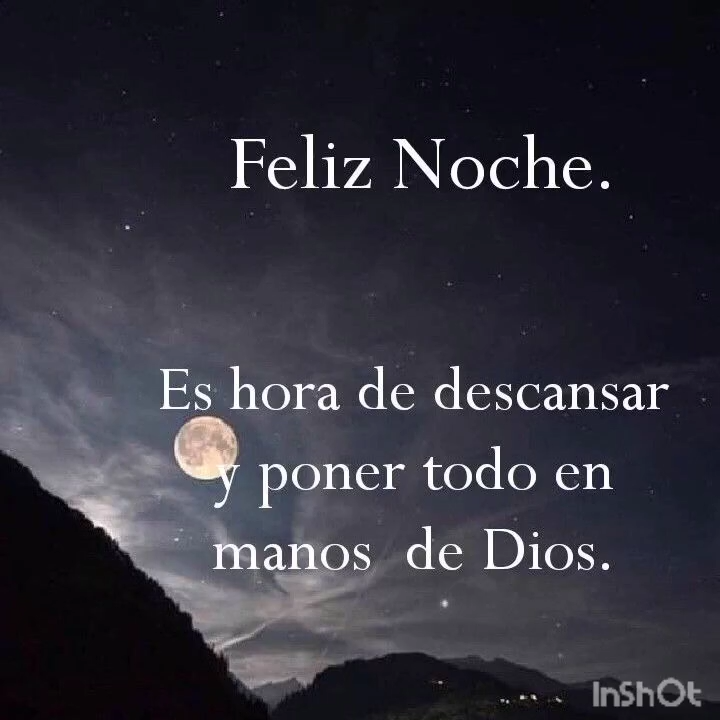 Feliz Noche.
Es hora de descansar
y poner todo en
manos de Dios.
InShOt